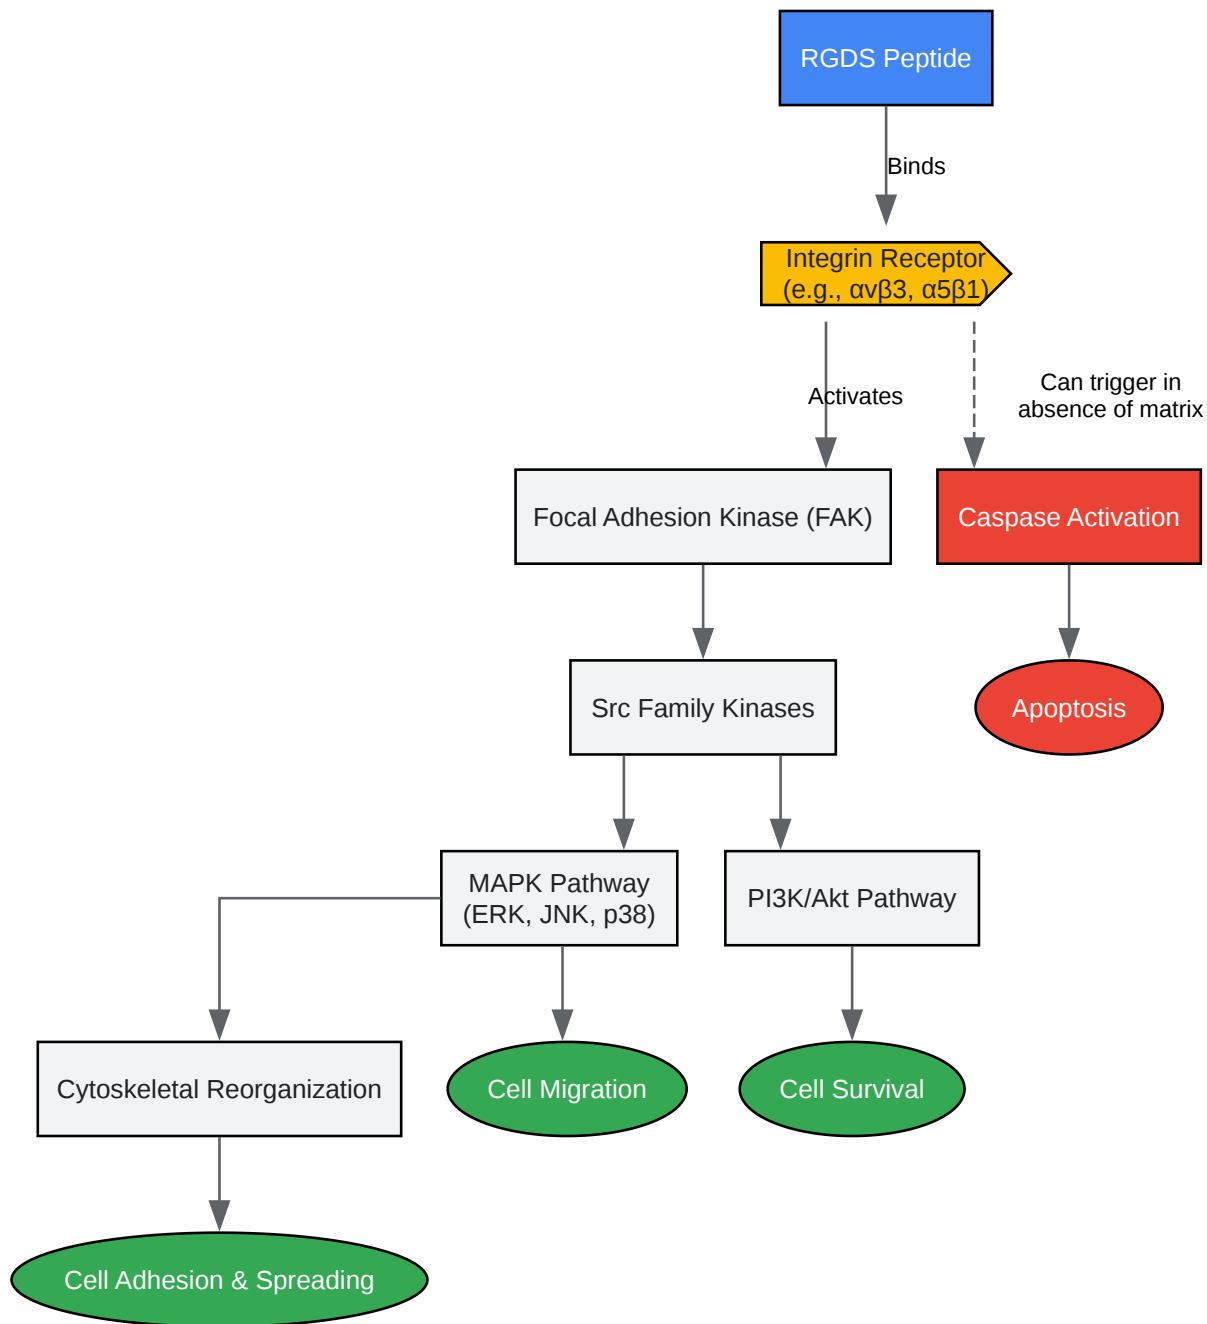 RGDS Peptide
Binds
Integrin Receptor
(e.g., αvβ3, α5β1)
Activates
Can trigger in
absence of matrix
Focal Adhesion Kinase (FAK)
Caspase Activation
Src Family Kinases
Apoptosis
MAPK Pathway
(ERK, JNK, p38)
PI3K/Akt Pathway
Cytoskeletal Reorganization
Cell Migration
Cell Survival
Cell Adhesion & Spreading